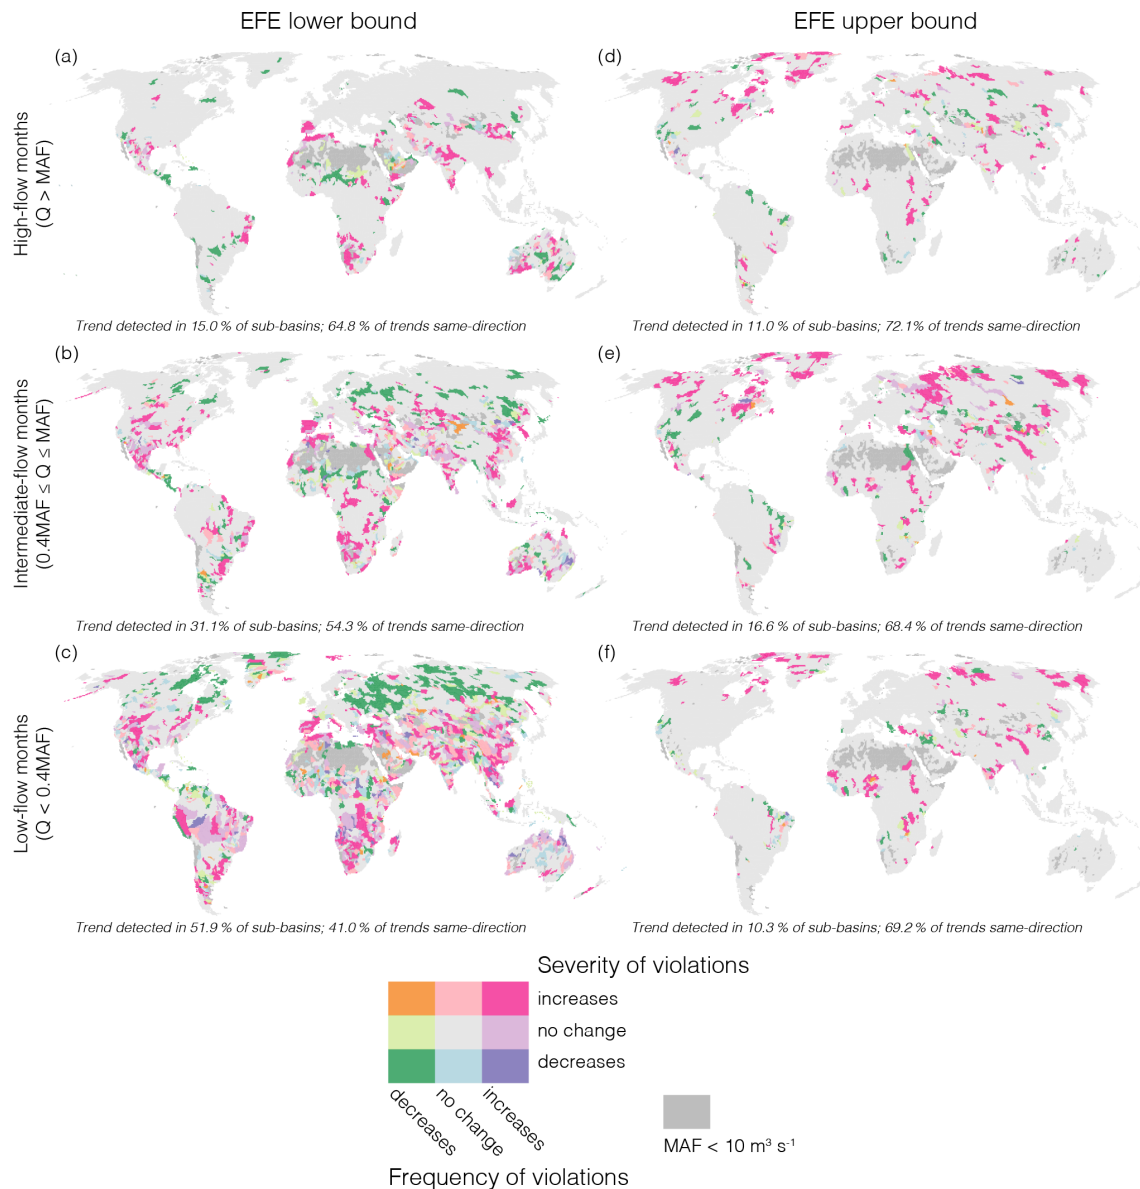 EFE lower bound
EFE upper bound
(a)
(d)
High-flow months
(Q > MAF)
Trend detected in 15.0 % of sub-basins; 64.8 % of trends same-direction
Trend detected in 11.0 % of sub-basins; 72.1% of trends same-direction
(b)
(e)
Intermediate-flow months
(0.4MAF ≤ Q ≤ MAF)
Trend detected in 31.1% of sub-basins; 54.3 % of trends same-direction
Trend detected in 16.6 % of sub-basins; 68.4 % of trends same-direction
(c)
(f)
Low-flow months
(Q < 0.4MAF)
Trend detected in 51.9 % of sub-basins; 41.0 % of trends same-direction
Trend detected in 10.3 % of sub-basins; 69.2 % of trends same-direction
Severity of violations
increases
no change
decreases
decreases
no change
increases
Frequency of violations
MAF < 10 m³ s⁻¹